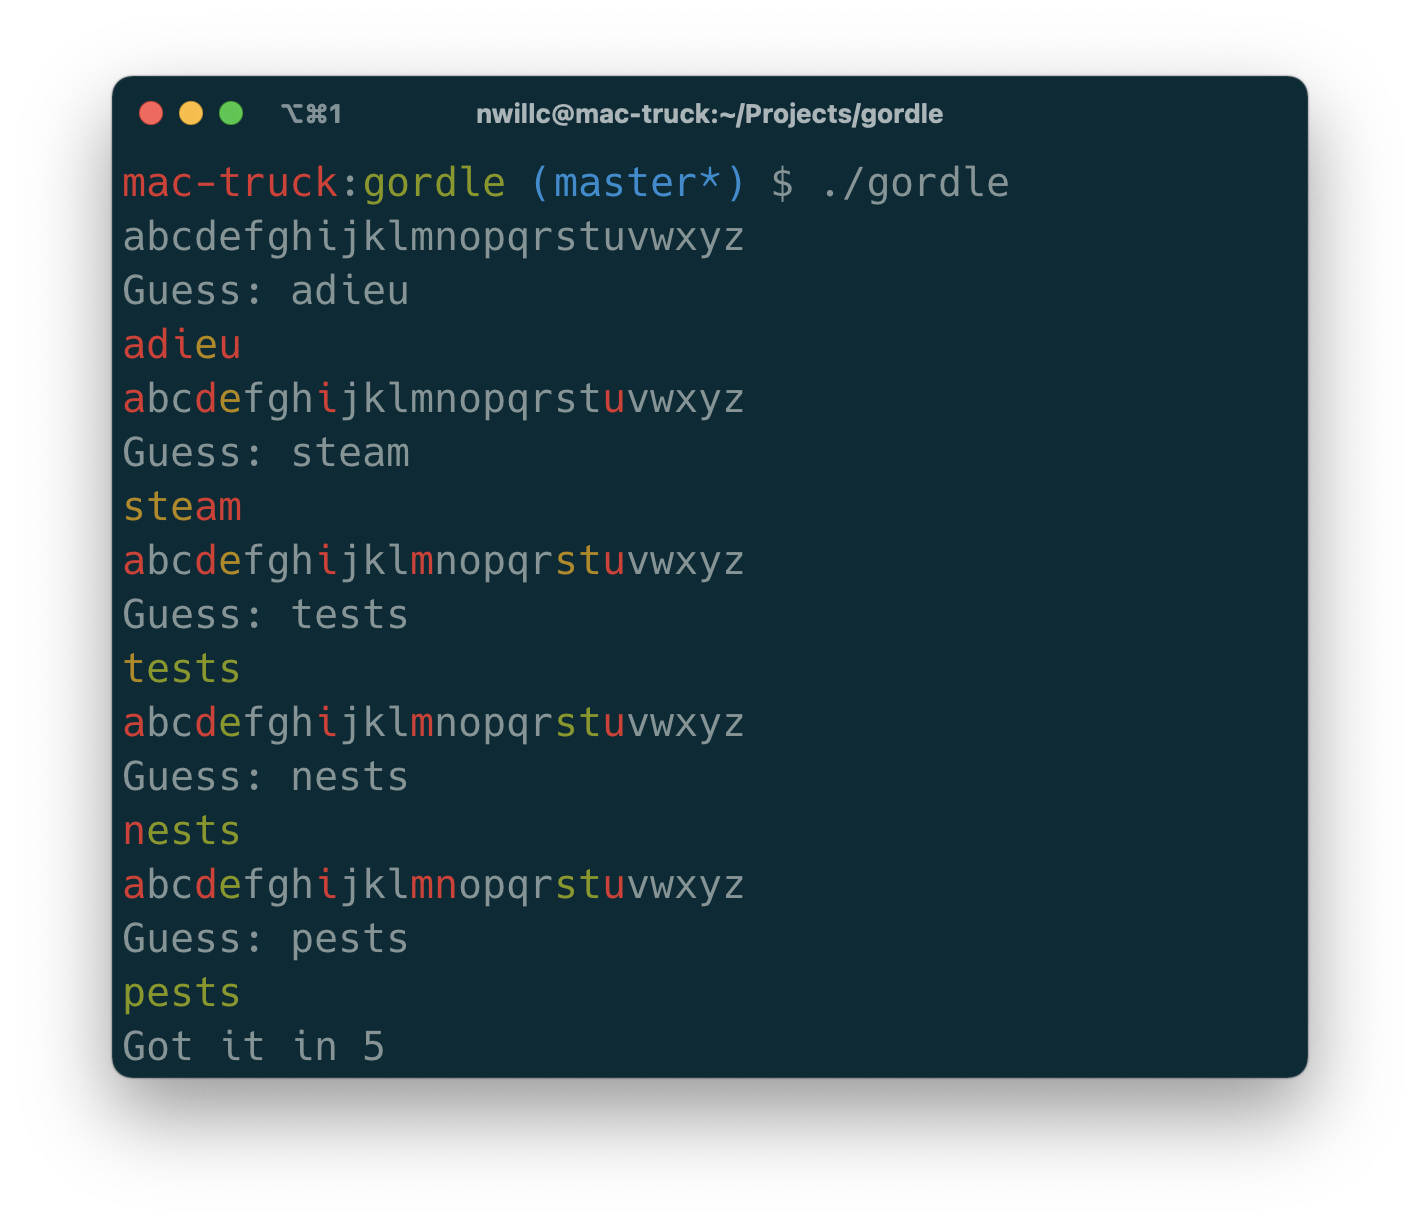 ⌥⌘1 nwillc@mac-truck:~/Projects/gordle
mac-truck:gordle (master*) $ ./gordle
abcdefghijklmnopqrstuvwxyz
Guess: adieu
adieu
abcdefghijklmnopqrstuvwxyz
Guess: steam
steam
abcdefghijklmnopqrstuvwxyz
Guess: tests
tests
abcdefghijklmnopqrstuvwxyz
Guess: nests
nests
abcdefghijklmnopqrstuvwxyz
Guess: pests
pests
Got it in 5